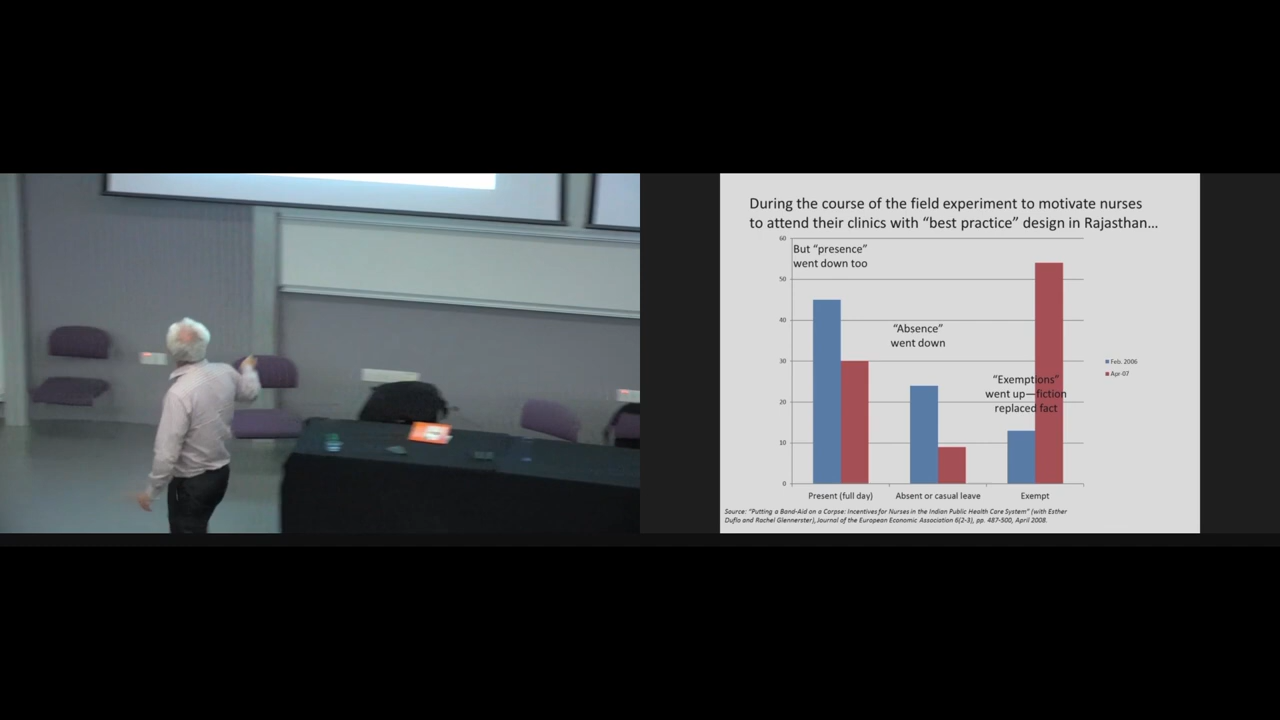 During the course of the field experiment to motivate nurses
to attend their clinics with “best practice” design in Rajasthan…
60
50
40
30
20
10
0
But “presence”
went down too
“Absence”
went down
“Exemptions”
went up—fiction
replaced fact
Feb. 2006
Apr-07
Present (full day)
Absent or casual leave
Exempt
Source: “Putting a Band-Aid on a Corpse: Incentives for Nurses in the Indian Public Health Care System” (with Esther
Duflo and Rachel Glennerster), Journal of the European Economic Association 6(2-3), pp. 487-500, April 2008.